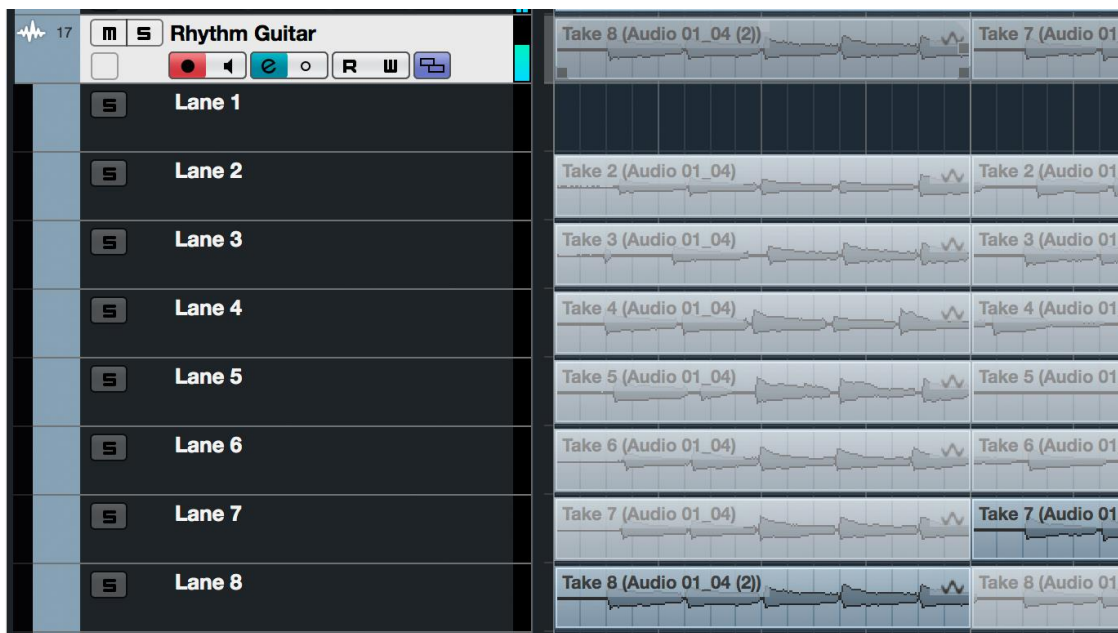 17 m S Rhythm Guitar Take 8 (Audio 01_04 (2)) Take 7 (Audio 01
e R W
S Lane 1
S Lane 2 Take 2 (Audio 01_04) Take 2 (Audio 01
S Lane 3 Take 3 (Audio 01_04) Take 3 (Audio 01
S Lane 4 Take 4 (Audio 01_04) Take 4 (Audio 01
S Lane 5 Take 5 (Audio 01_04) Take 5 (Audio 01
S Lane 6 Take 6 (Audio 01_04) Take 6 (Audio 01
S Lane 7 Take 7 (Audio 01_04) Take 7 (Audio 01
S Lane 8 Take 8 (Audio 01_04 (2)) Take 8 (Audio 01